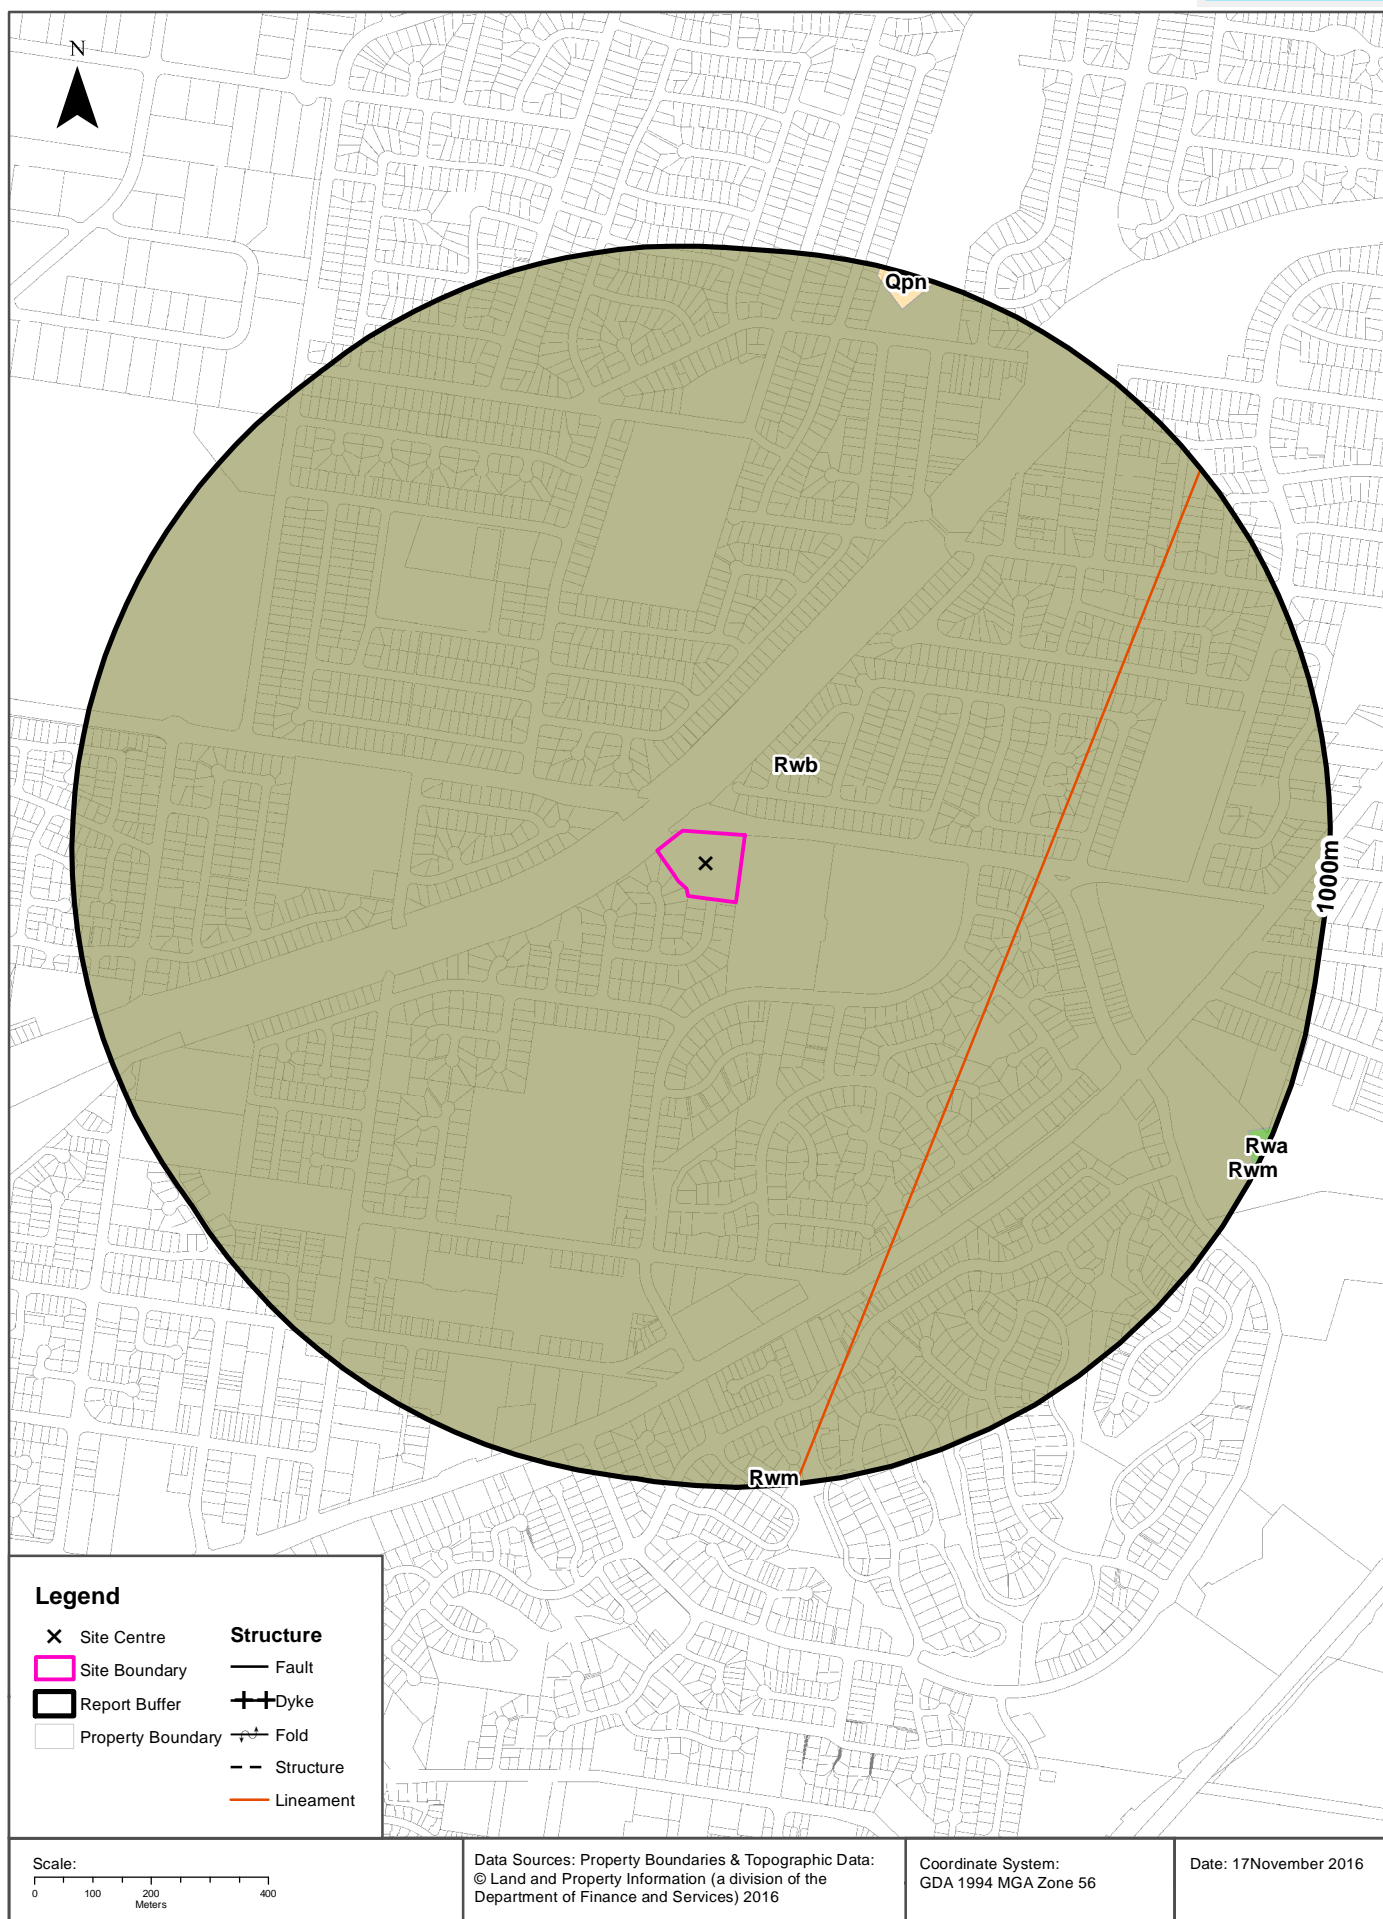 N
Qpn
Rwb
1000m
Rwa
Rwm
Rwm
Legend
Site Centre
Site Boundary
Report Buffer
Property Boundary
Structure
Fault
Dyke
Fold
Structure
Lineament
Scale:
0 100 200 400
Meters
Data Sources: Property Boundaries & Topographic Data:
© Land and Property Information (a division of the
Department of Finance and Services) 2016
Coordinate System:
GDA 1994 MGA Zone 56
Date: 17November 2016